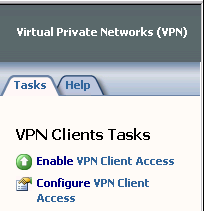 Virtual Private Networks (VPN)
Tasks
Help
VPN Clients Tasks
Enable VPN Client Access
Configure VPN Client
Access